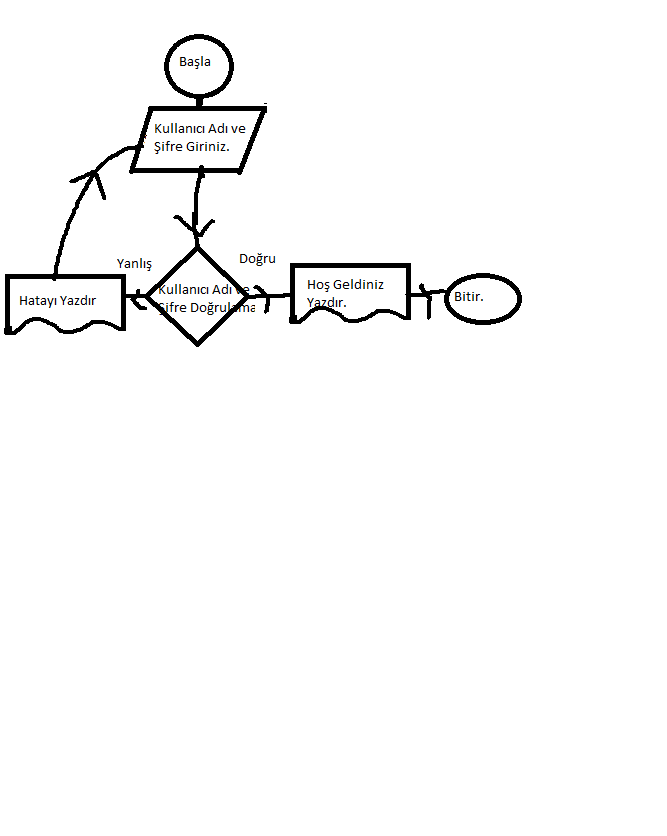 Başla
Kullanıcı Adı ve
Şifre Giriniz.
Yanlış
Doğru
Hatayı Yazdır
Kullanıcı Adı ve
Şifre Doğrulama
Hoş Geldiniz
Yazdır.
Bitir.